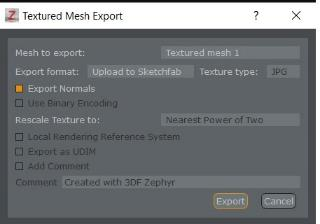 Textured Mesh Export ? ×
Mesh to export: Textured mesh 1
Export format: Upload to Sketchfab Texture type: JPG
Export Normals
Use Binary Encoding
Rescale Texture to: Nearest Power of Two
Local Rendering Reference System
Export as UDIM
Add Comment
Comment Created with 3DF Zephyr
Export Cancel